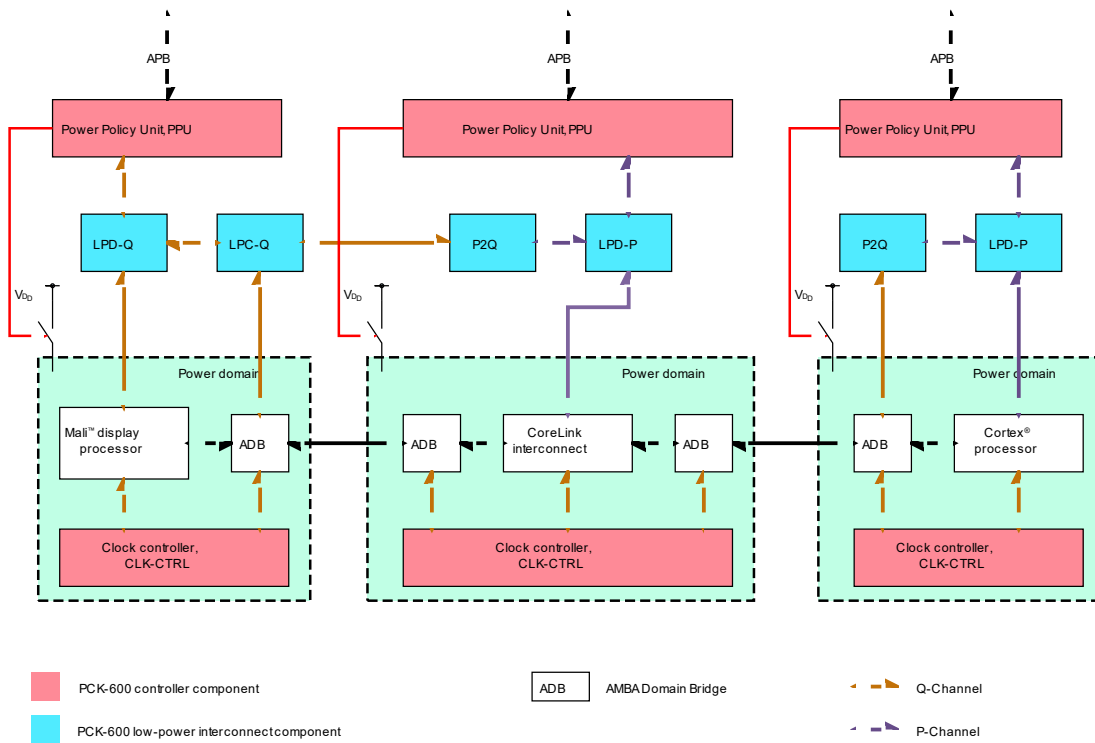 APB APB APB
Power Policy Unit, PPU Power Policy Unit, PPU Power Policy Unit, PPU
LPD-Q LPC-Q P2Q LPD-P P2Q LPD-P
VDD VDD VDD
Power domain Power domain Power domain
Mali™ display
processor
ADB
ADB
CoreLink
interconnect
ADB
ADB
Cortex®
processor
Clock controller,
CLK-CTRL
Clock controller,
CLK-CTRL
Clock controller,
CLK-CTRL
PCK-600 controller component
ADB AMBA Domain Bridge
Q-Channel
PCK-600 low-power interconnect component
P-Channel